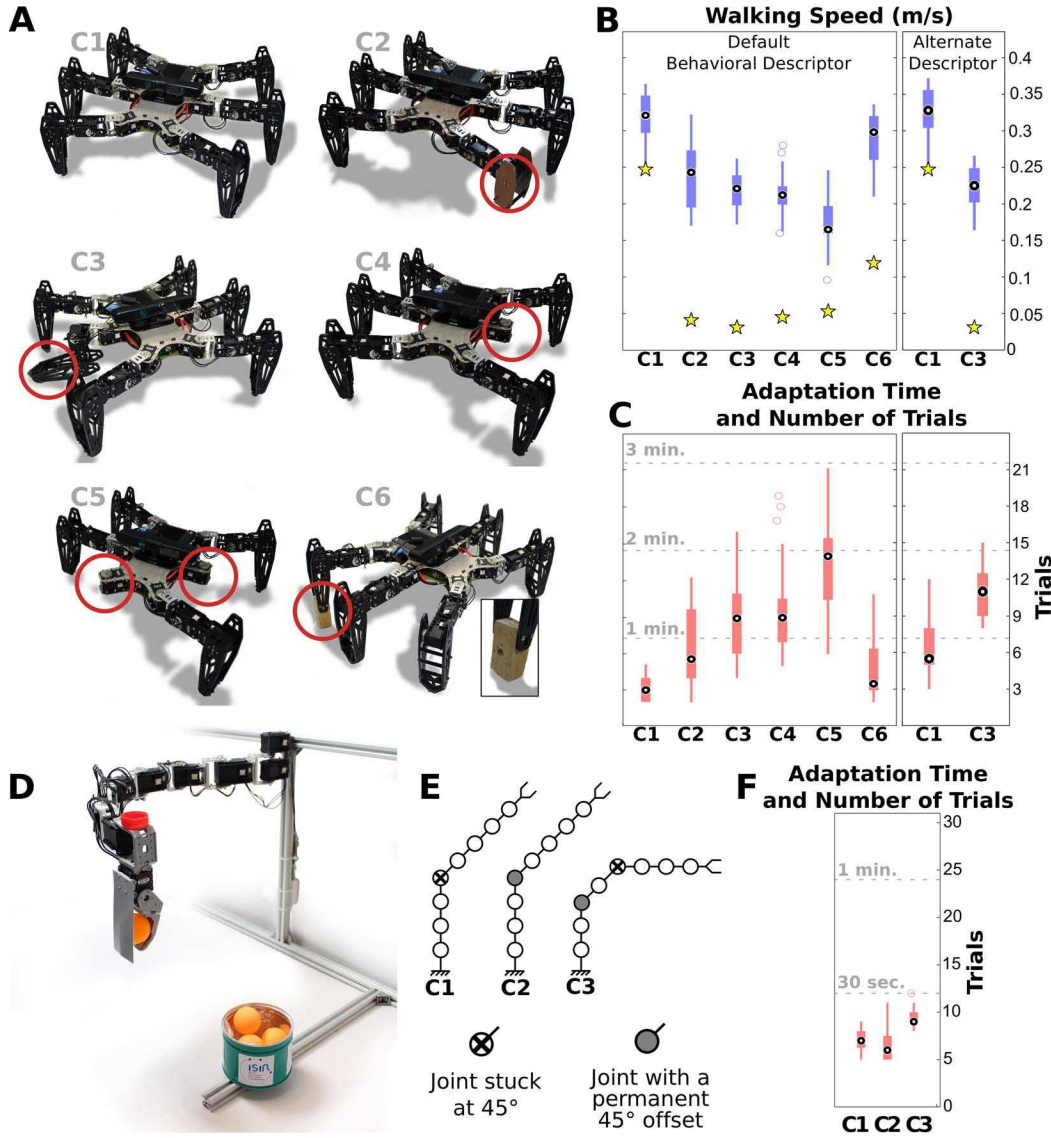 A
C1
C2
C3
C4
C5
C6
B
Walking Speed (m/s)
Default
Behavioral Descriptor
Alternate
Descriptor
0.4
0.35
0.3
0.25
0.2
0.15
0.1
0.05
0
C1 C2 C3 C4 C5 C6 C1 C3
Adaptation Time
and Number of Trials
C
3 min.
2 min.
1 min.
21
18
15
12
9
6
3
Trials
C1 C2 C3 C4 C5 C6 C1 C3
D
ISIR
E
C1 C2 C3
Joint stuck
at 45°
Joint with a
permanent
45° offset
F
Adaptation Time
and Number of Trials
1 min.
30 sec.
30
25
20
15
10
5
0
Trials
C1 C2 C3